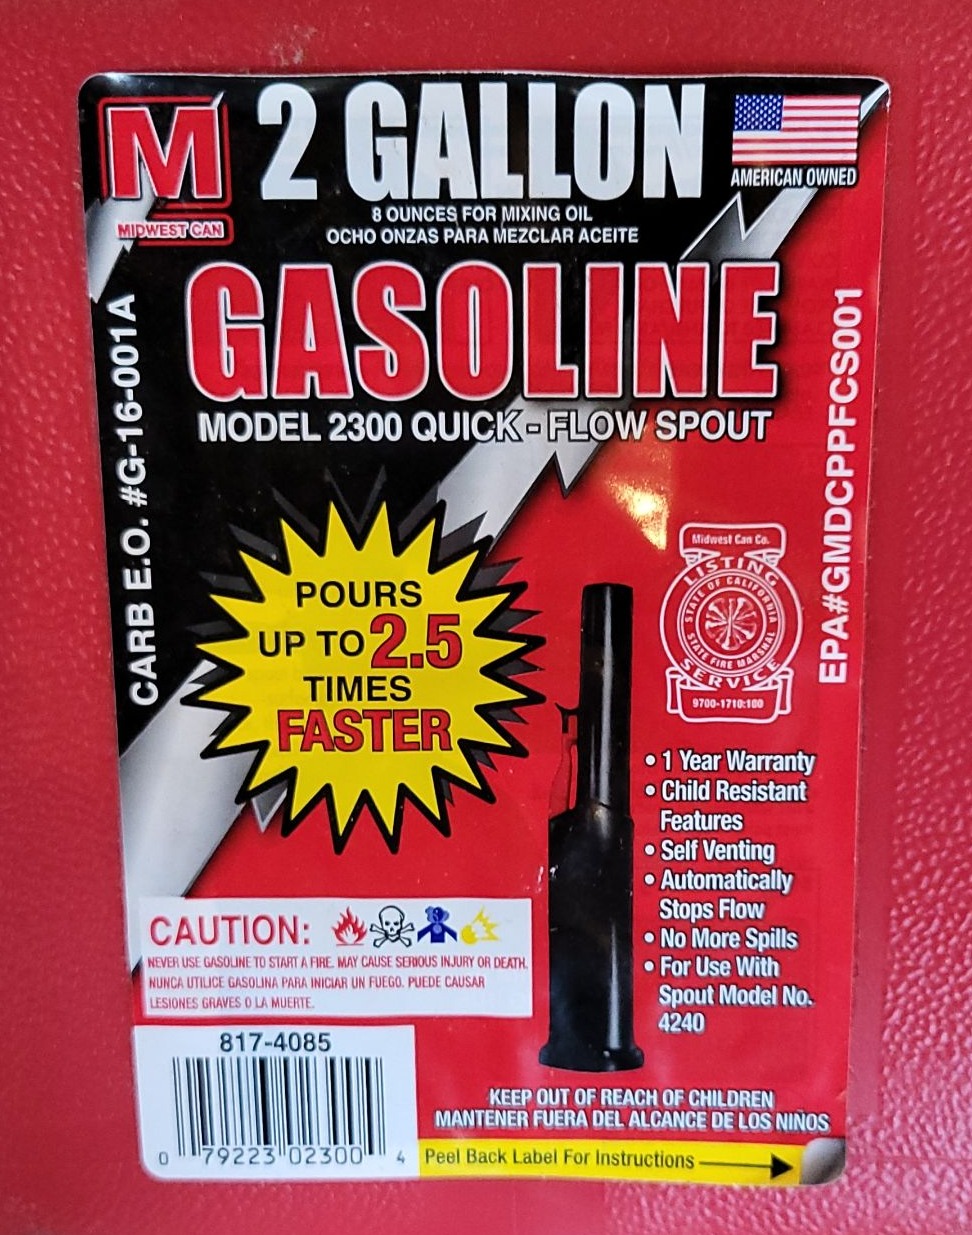 M
MIDWEST CAN
2 GALLON
AMERICAN OWNED
8 OUNCES FOR MIXING OIL
OCHO ONZAS PARA MEZCLAR ACEITE
GASOLINE
MODEL 2300 QUICK-FLOW SPOUT
CARB E.O. #G-16-001A
EPA#GMDCPPFCS001
POURS
UP TO 2.5
TIMES
FASTER
Midwest Can Co.
LISTING
STATE OF CALIFORNIA
STATE FIRE MARSHAL
SERVICE
9700-1710:100
• 1 Year Warranty
• Child Resistant
Features
• Self Venting
• Automatically
Stops Flow
• No More Spills
• For Use With
Spout Model No.
4240
CAUTION:
NEVER USE GASOLINE TO START A FIRE. MAY CAUSE SERIOUS INJURY OR DEATH.
NUNCA UTILICE GASOLINA PARA INICIAR UN FUEGO. PUEDE CAUSAR
LESIONES GRAVES O LA MUERTE.
817-4085
0 79223 02300 4
KEEP OUT OF REACH OF CHILDREN
MANTENER FUERA DEL ALCANCE DE LOS NIÑOS
Peel Back Label For Instructions